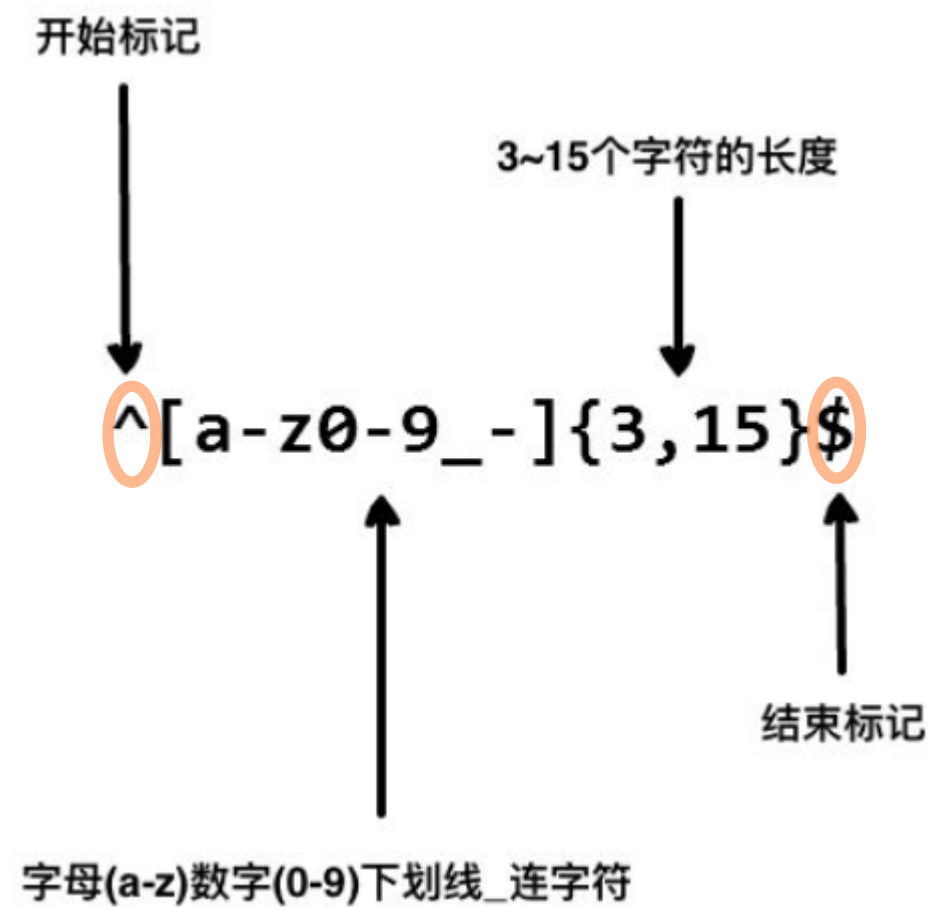 开始标记
3~15个字符的长度
^[a-z0-9_-]{3,15}$
结束标记
字母(a-z)数字(0-9)下划线_连字符